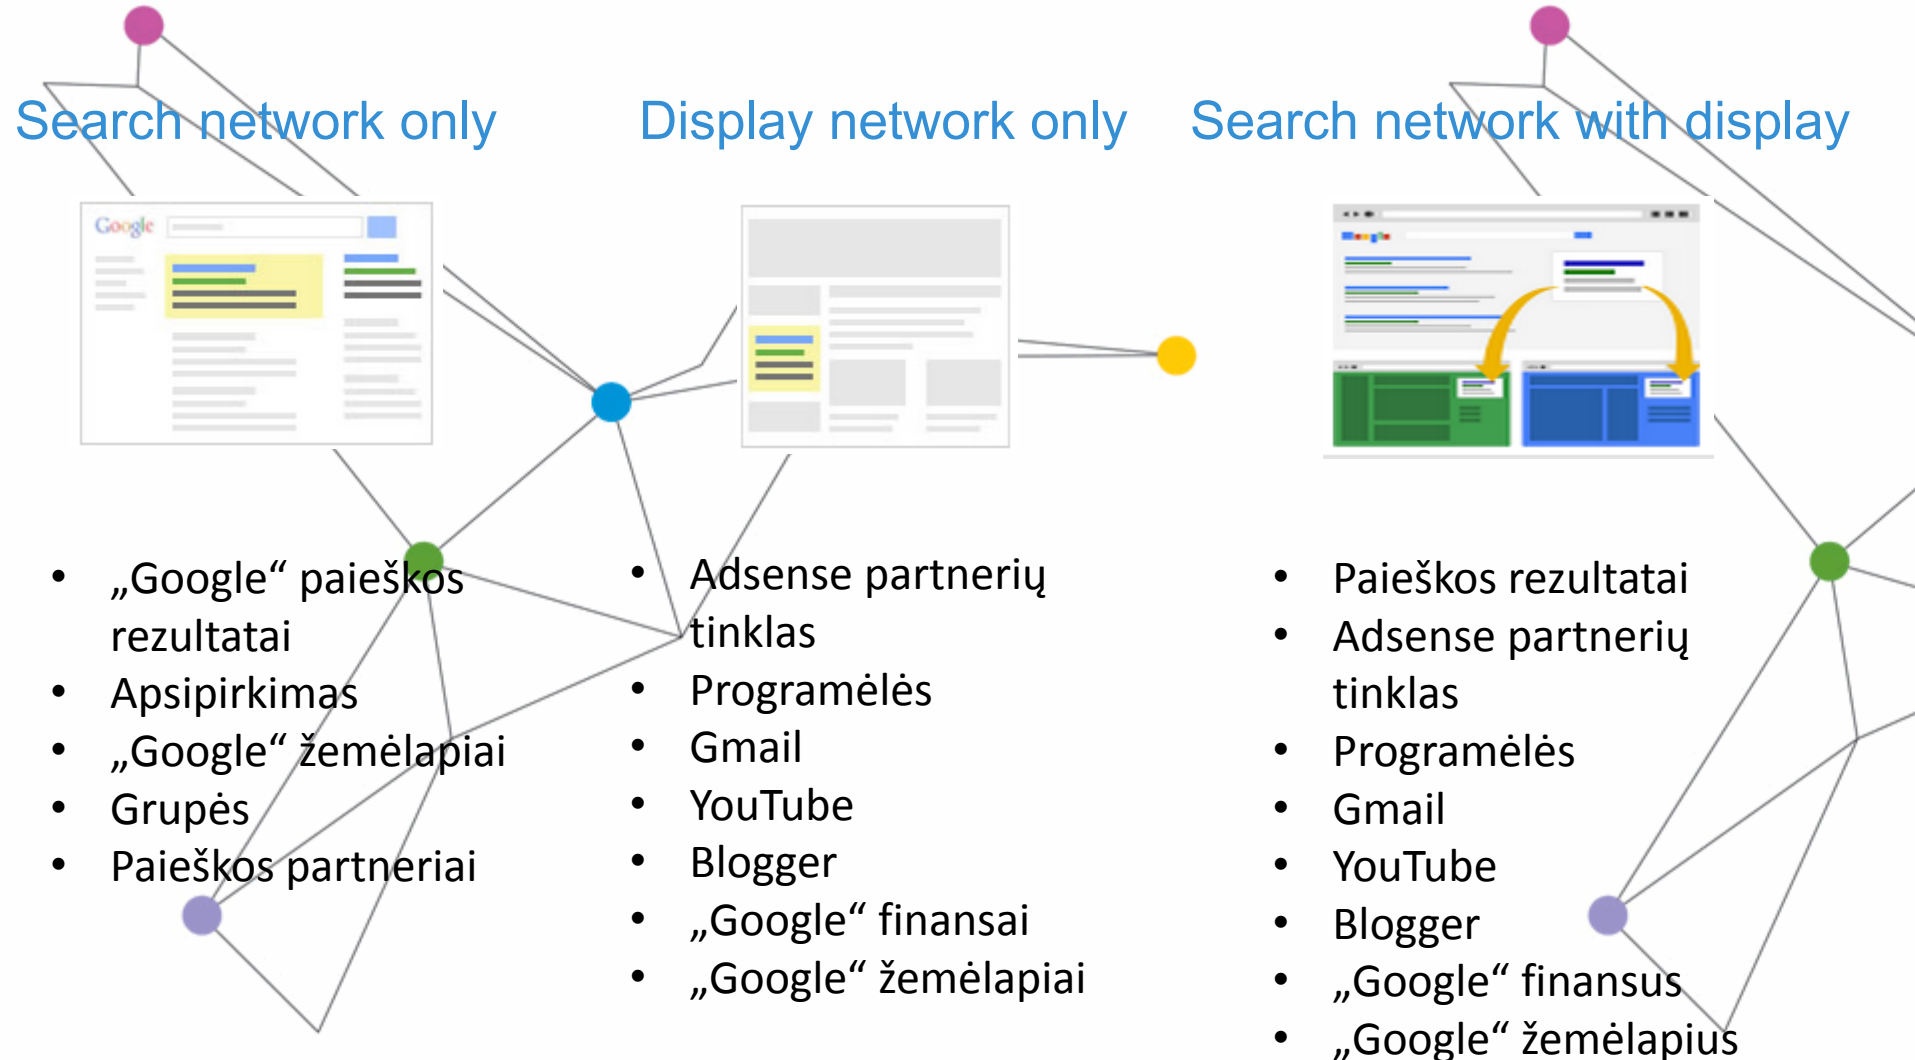 Search network only
Display network only
Search network with display
Google
Google
• „Google“ paieškos
rezultatai
• Apsipirkimas
• „Google“ žemėlapiai
• Grupės
• Paieškos partneriai
• Adsense partnerių
tinklas
• Programėlės
• Gmail
• YouTube
• Blogger
• „Google“ finansai
• „Google“ žemėlapiai
• Paieškos rezultatai
• Adsense partnerių
tinklas
• Programėlės
• Gmail
• YouTube
• Blogger
• „Google“ finansus
• „Google“ žemėlapius